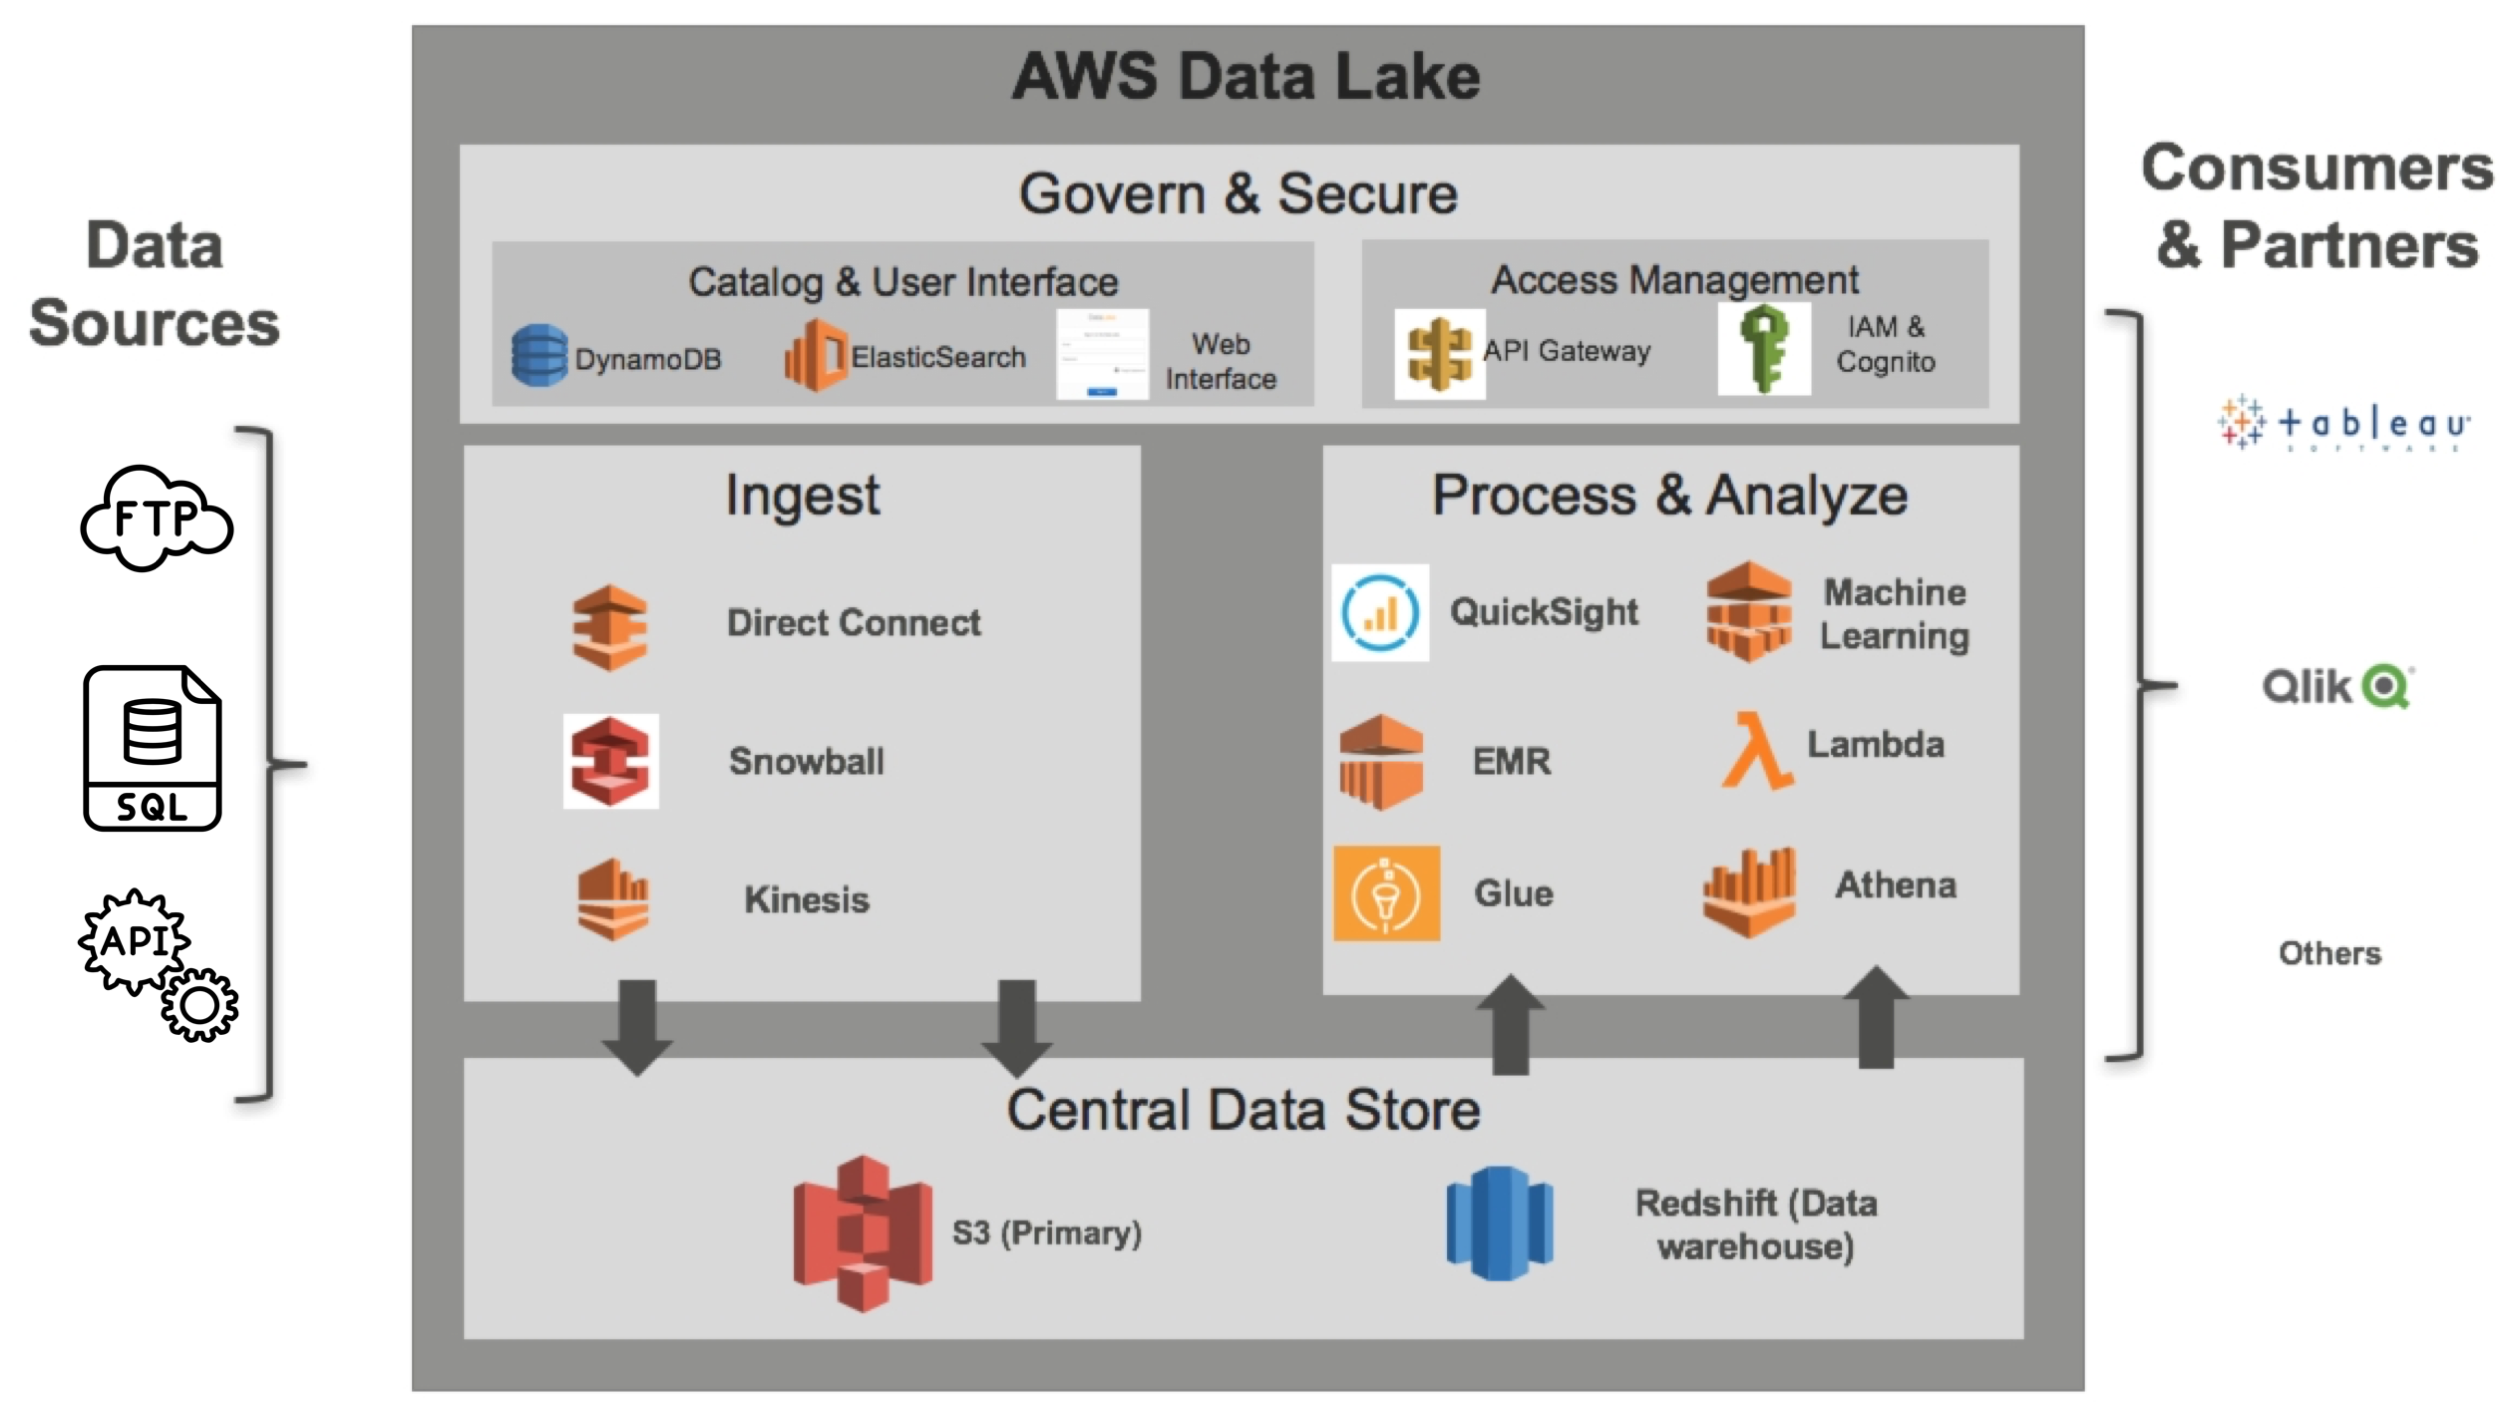 AWS Data Lake
Govern & Secure
Catalog & User Interface
DynamoDB
ElasticSearch
Web
Interface
Access Management
API Gateway
IAM &
Cognito
Data
Sources
FTP
SQL
API
Ingest
Direct Connect
Snowball
Kinesis
Process & Analyze
QuickSight
Machine
Learning
EMR
Lambda
Glue
Athena
Central Data Store
S3 (Primary)
Redshift (Data
warehouse)
Consumers
& Partners
tableau
SOFTWARE
Qlik
Others